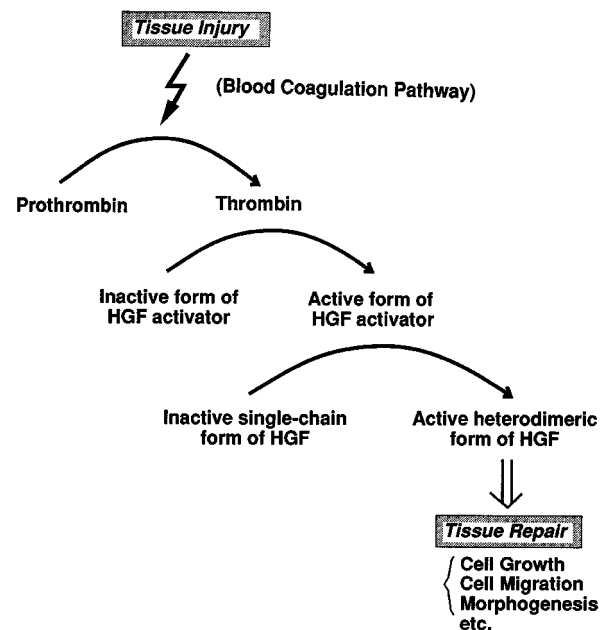 Tissue Injury
(Blood Coagulation Pathway)
Prothrombin
Thrombin
Inactive form of
HGF activator
Active form of
HGF activator
Inactive single-chain
form of HGF
Active heterodimeric
form of HGF
Tissue Repair
Cell Growth
Cell Migration
Morphogenesis
etc.